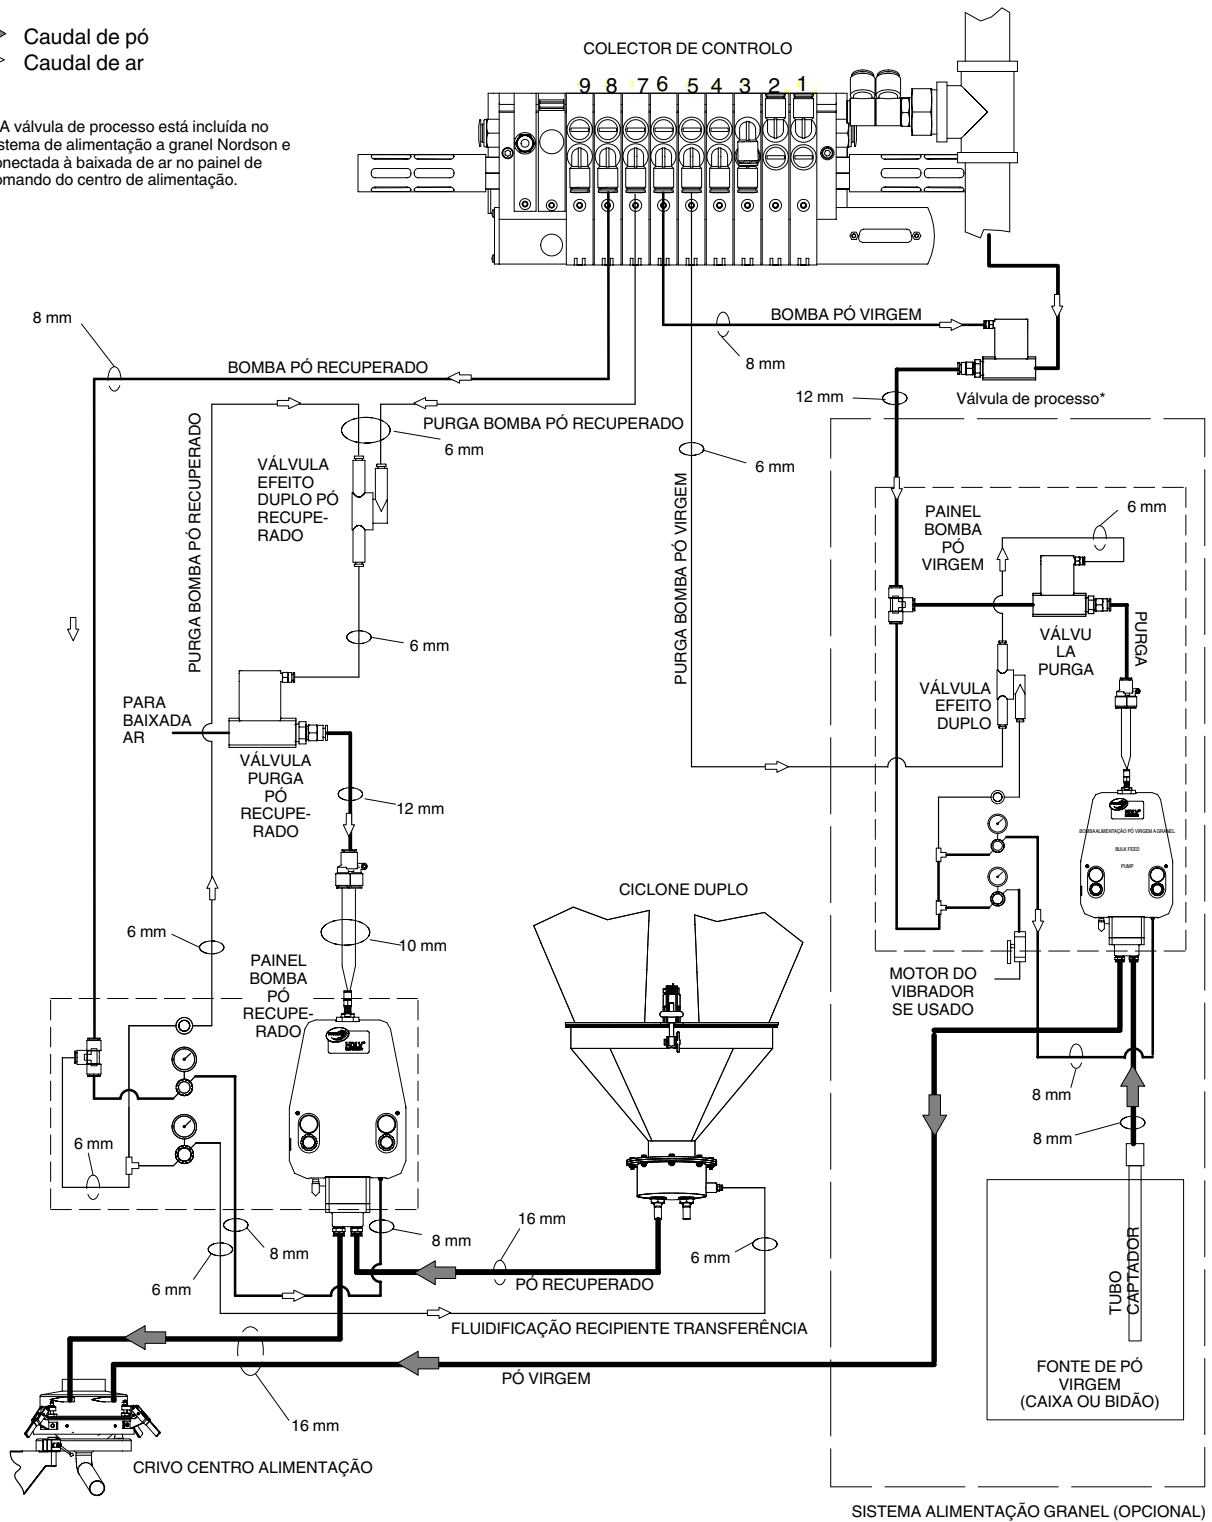 Caudal de pó
Caudal de ar
A válvula de processo está incluída no
stema de alimentação a granel Nordson e
onectada à baixada de ar no painel de
omando do centro de alimentação.
COLECTOR DE CONTROLO
9 8 7 6 5 4 3 2 1
8 mm
BOMBA PÓ VIRGEM
8 mm
BOMBA PÓ RECUPERADO
12 mm
Válvula de processo*
PURGA BOMBA PÓ RECUPERADO
6 mm
PURGA BOMBA PÓ RECUPERADO
VÁLVULA
EFEITO
DUPLO PÓ
RECUPE-
RADO
6 mm
PURGA BOMBA PÓ VIRGEM
PAINEL
BOMBA
PÓ
VIRGEM
6 mm
6 mm
VÁLVU
LA
PURGA
PURGA
VÁLVULA
EFEITO
DUPLO
PARA
BAIXADA
AR
VÁLVULA
PURGA
PÓ
RECUPE-
RADO
12 mm
BOMBA ALIMENTAÇÃO PÓ VIRGEM A GRANEL
BULK FEED
PUMP
CICLONE DUPLO
6 mm
10 mm
PAINEL
BOMBA
PÓ
RECUPE-
RADO
MOTOR DO
VIBRADOR
SE USADO
8 mm
8 mm
6 mm
16 mm
8 mm
8 mm
6 mm
6 mm
PÓ RECUPERADO
TUBO
CAPTADOR
FLUIDIFICAÇÃO RECIPIENTE TRANSFERÊNCIA
PÓ VIRGEM
FONTE DE PÓ
VIRGEM
(CAIXA OU BIDÃO)
16 mm
CRIVO CENTRO ALIMENTAÇÃO
SISTEMA ALIMENTAÇÃO GRANEL (OPCIONAL)